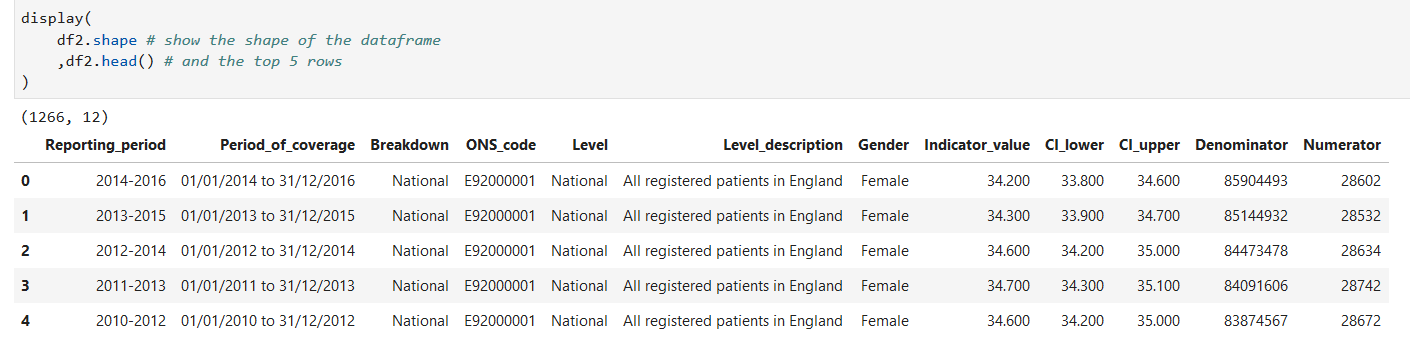 display(
df2.shape # show the shape of the dataframe
,df2.head() # and the top 5 rows
)
(1266, 12)
Reporting_period Period_of_coverage Breakdown ONS_code Level Level_description Gender Indicator_value CI_lower CI_upper Denominator Numerator
0 2014-2016 01/01/2014 to 31/12/2016 National E92000001 National All registered patients in England Female 34.200 33.800 34.600 85904493 28602
1 2013-2015 01/01/2013 to 31/12/2015 National E92000001 National All registered patients in England Female 34.300 33.900 34.700 85144932 28532
2 2012-2014 01/01/2012 to 31/12/2014 National E92000001 National All registered patients in England Female 34.600 34.200 35.000 84473478 28634
3 2011-2013 01/01/2011 to 31/12/2013 National E92000001 National All registered patients in England Female 34.700 34.300 35.100 84091606 28742
4 2010-2012 01/01/2010 to 31/12/2012 National E92000001 National All registered patients in England Female 34.600 34.200 35.000 83874567 28672